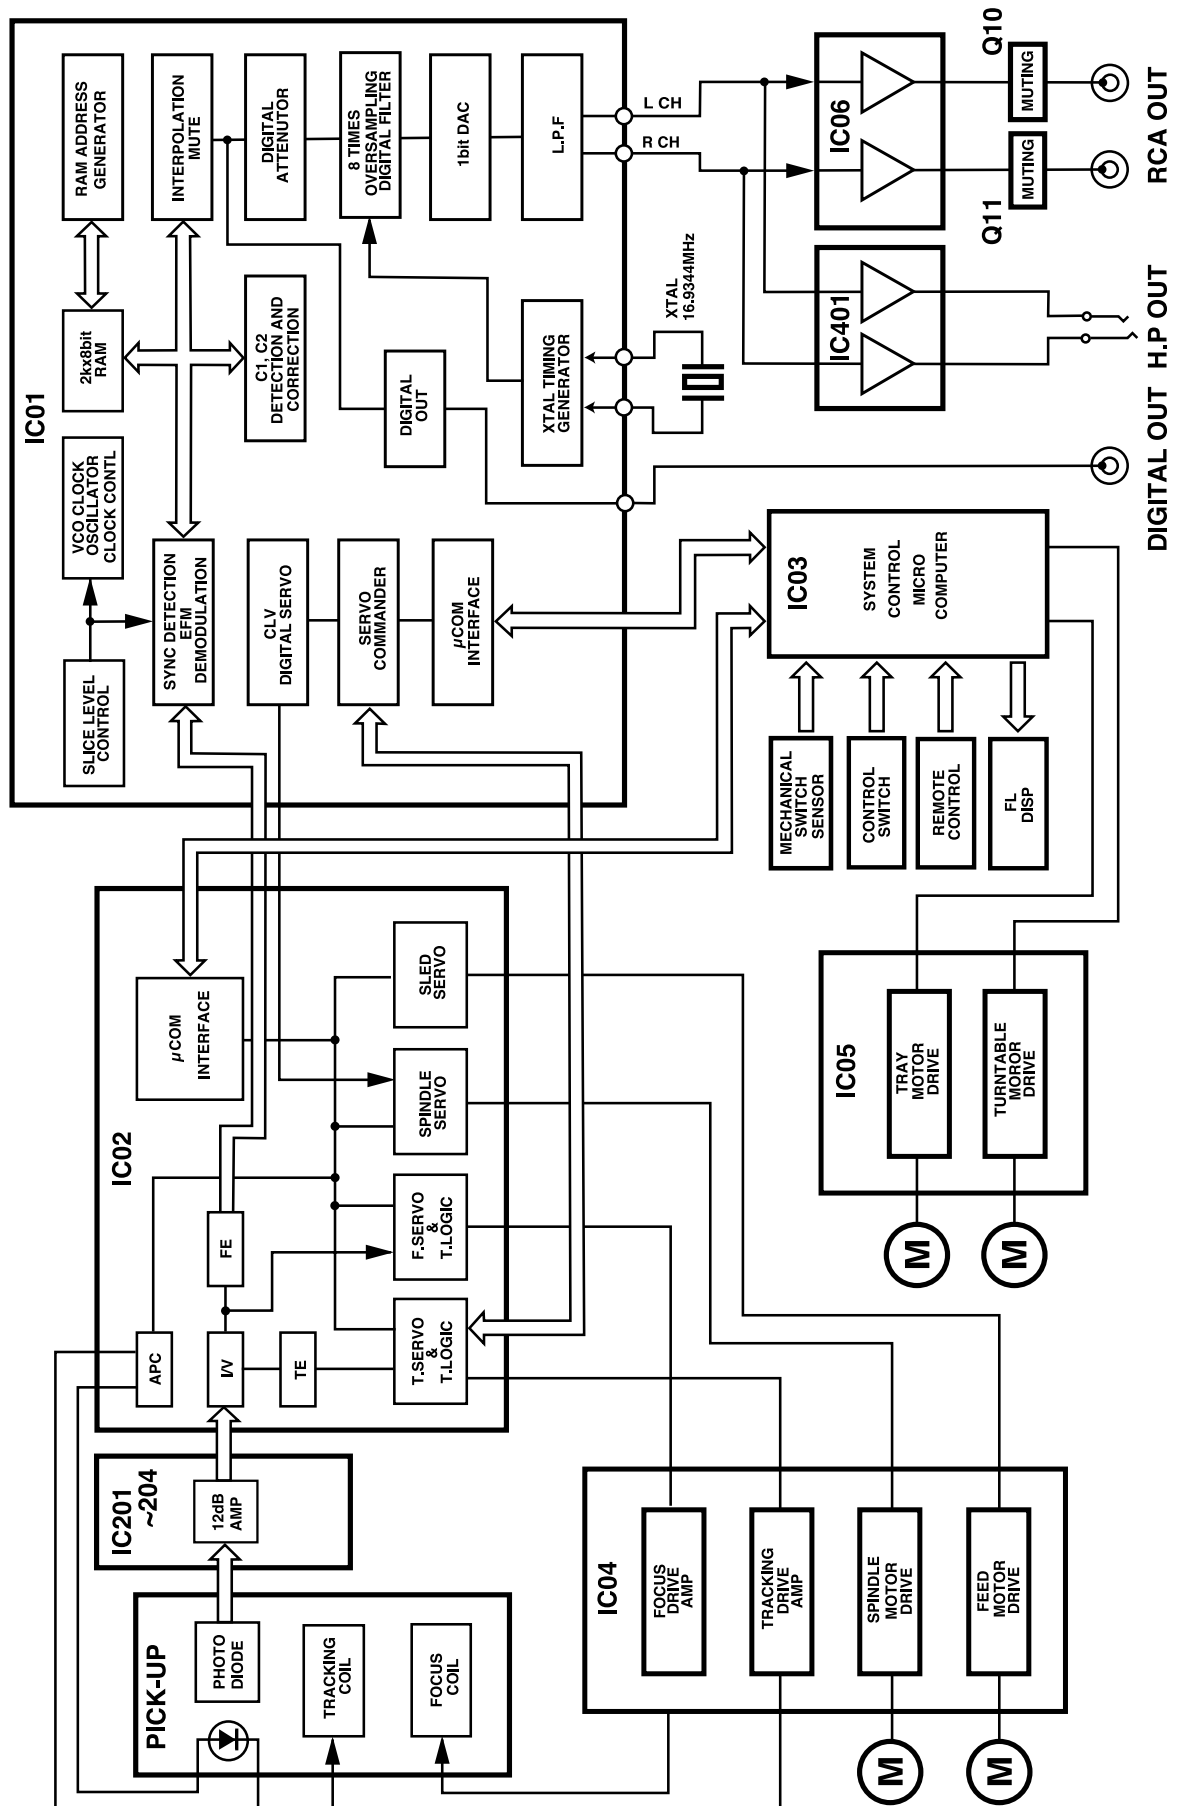 IC01
RAM ADDRESS
GENERATOR
INTERPOLATION
MUTE
DIGITAL
ATTENUTOR
8 TIMES
OVERSAMPLING
DIGITAL FILTER
1bit DAC
L.P.F
2kx8bit
RAM
C1, C2
DETECTION AND
CORRECTION
DIGITAL
OUT
XTAL TIMING
GENERATOR
VCO CLOCK
OSCILLATOR
CLOCK CONTL
SLICE LEVEL
CONTROL
SYNC DETECTION
EFM
DEMODULATION
CLV
DIGITAL SERVO
SERVO
COMMANDER
μCOM
INTERFACE
L CH
R CH
XTAL
16.9344MHz
IC06
IC401
Q10
MUTING
Q11
MUTING
RCA OUT
H.P OUT
DIGITAL OUT
IC03
SYSTEM
CONTROL
MICRO
COMPUTER
MECHANICAL
SWITCH
SENSOR
CONTROL
SWITCH
REMOTE
CONTROL
FL
DISP
IC02
μCOM
INTERFACE
SLED
SERVO
SPINDLE
SERVO
F.SERVO
&
T.LOGIC
T.SERVO
&
T.LOGIC
FE
APC
I/V
TE
IC05
TRAY
MOTOR
DRIVE
TURNTABLE
MOROR
DRIVE
M
M
IC201
~204
12dB
AMP
PICK-UP
PHOTO
DIODE
TRACKING
COIL
FOCUS
COIL
IC04
FOCUS
DRIVE
AMP
TRACKING
DRIVE
AMP
SPINDLE
MOTOR
DRIVE
FEED
MOTOR
DRIVE
M
M